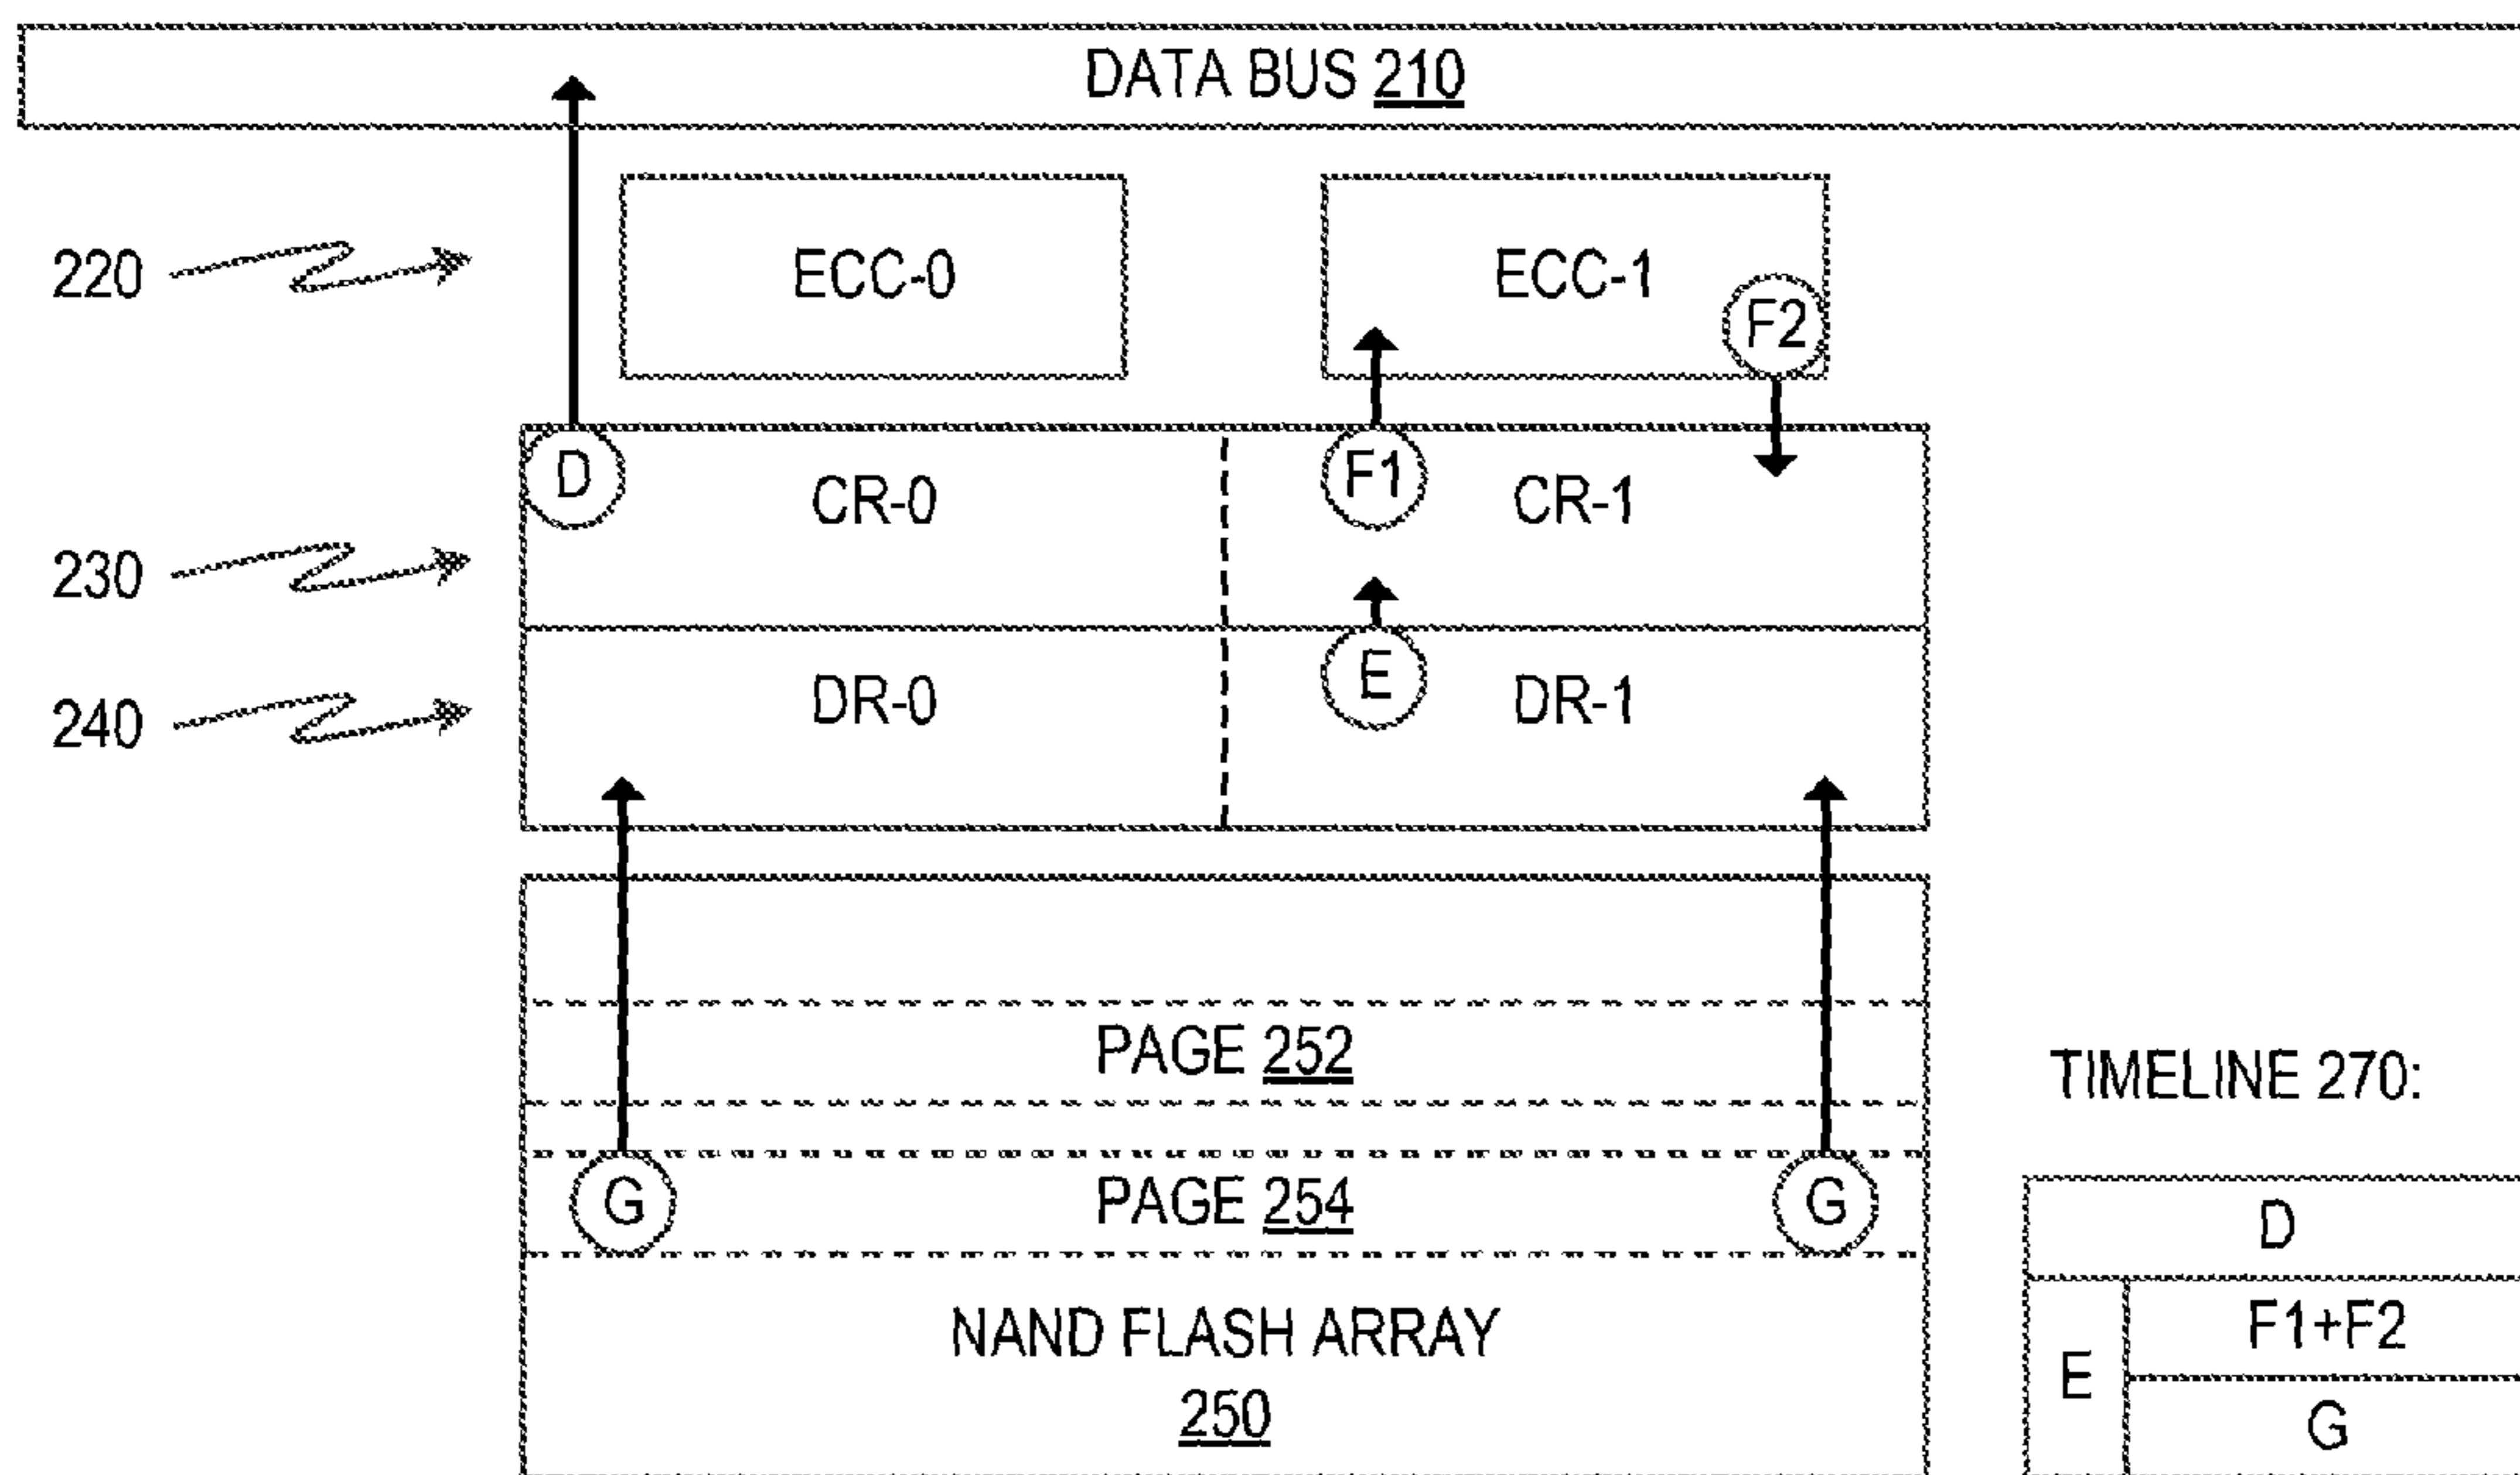 DATA BUS 210
220
ECC-0
ECC-1
F2
D
CR-0
F1
CR-1
230
E
240
DR-0
DR-1
PAGE 252
TIMELINE 270:
G
PAGE 254
G
D
F1+F2
E
G
NAND FLASH ARRAY
250